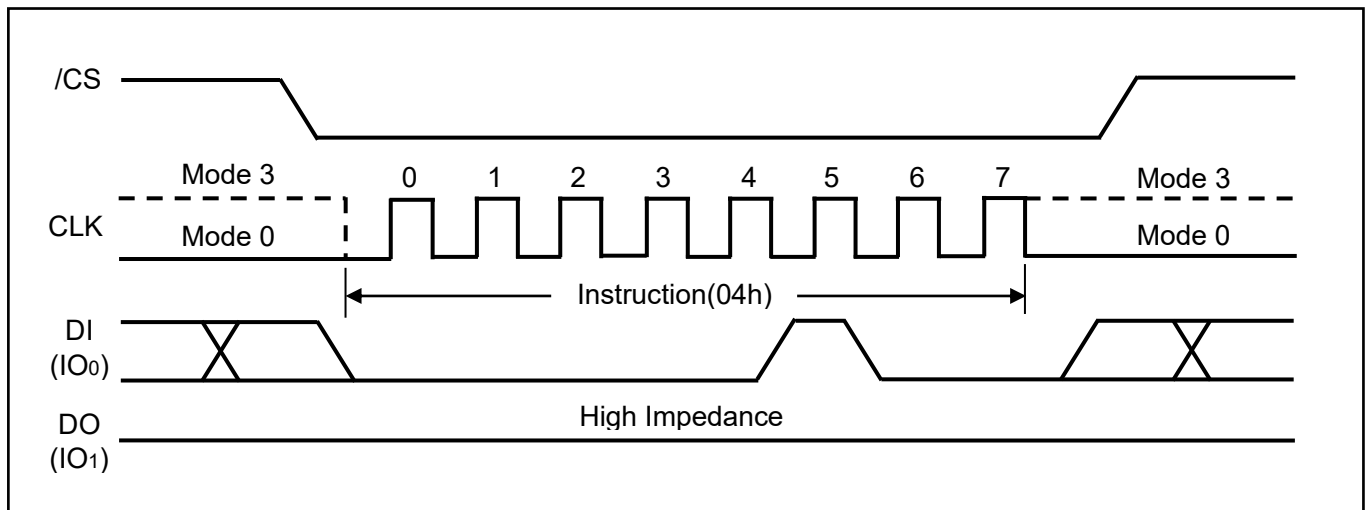 /CS
Mode 3 0 1 2 3 4 5 6 7 Mode 3
CLK
Mode 0 Mode 0
Instruction(04h)
DI
(IO0)
High Impedance
DO
(IO1)